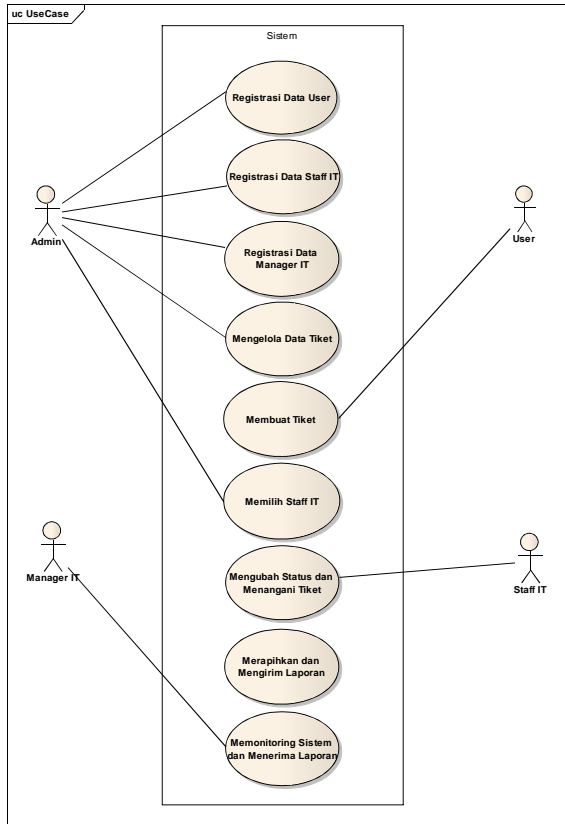 uc UseCase
Sistem
Registrasi Data User
Registrasi Data Staff IT
Admin
User
Registrasi Data
Manager IT
Mengelola Data Tiket
Membuat Tiket
Memilih Staff IT
Manager IT
Mengubah Status dan
Menangani Tiket
Staff IT
Merapihkan dan
Mengirim Laporan
Memonitoring Sistem
dan Menerima Laporan